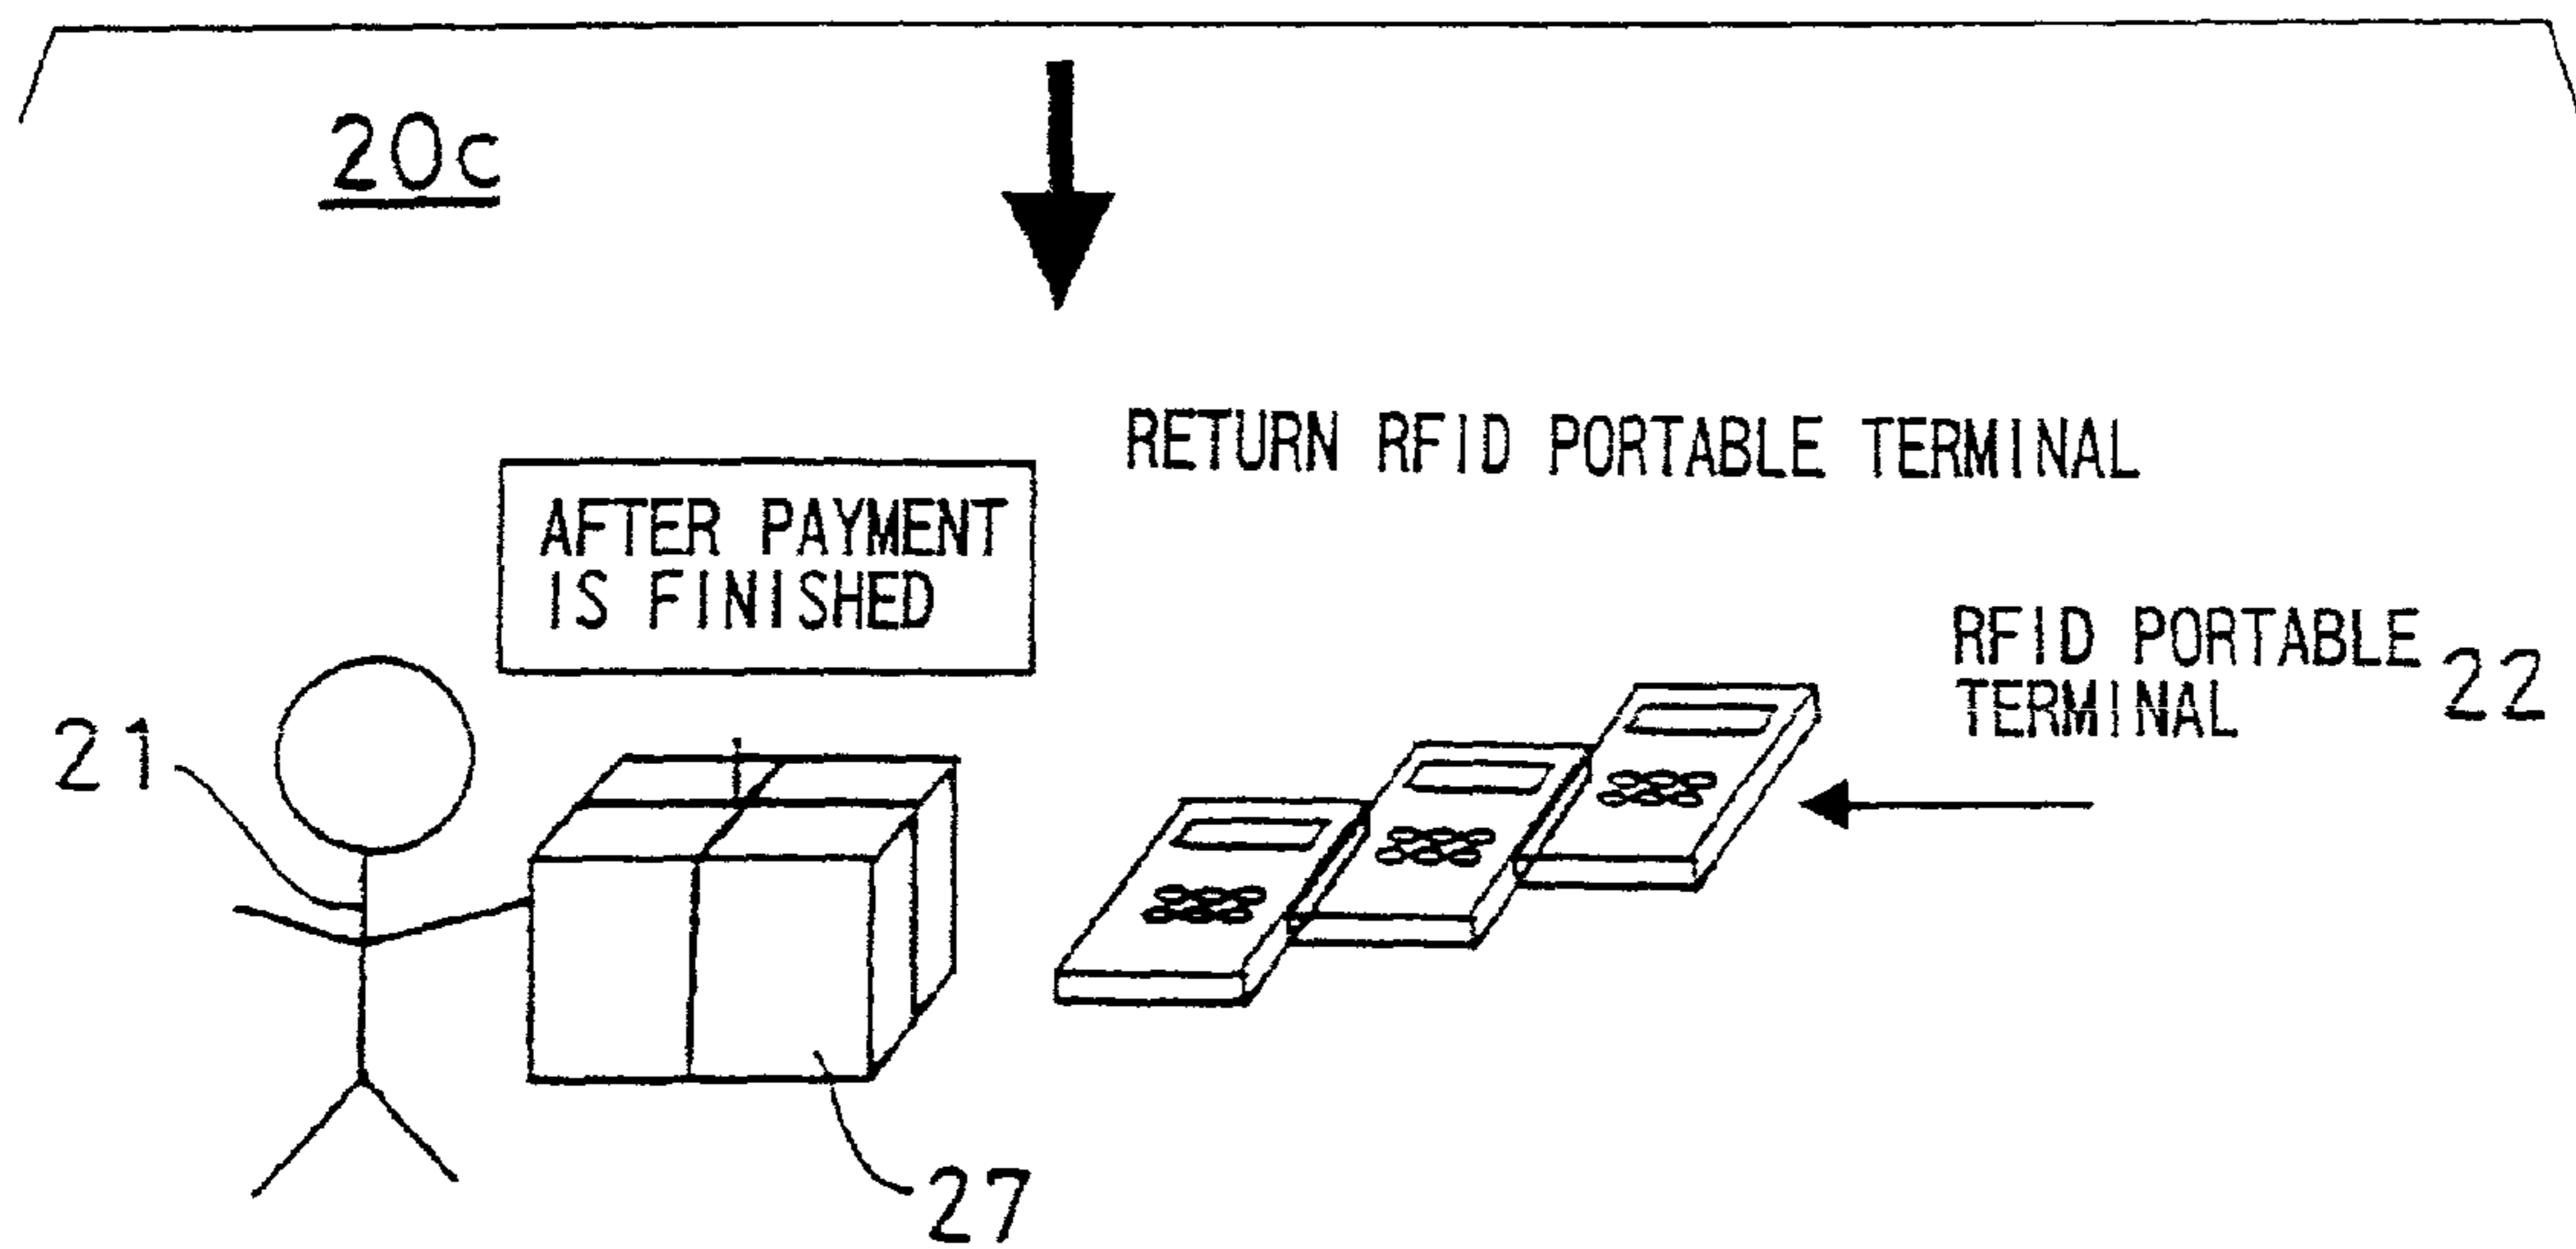 20c
RETURN RFID PORTABLE TERMINAL
AFTER PAYMENT
IS FINISHED
RFID PORTABLE
TERMINAL 22
21
27